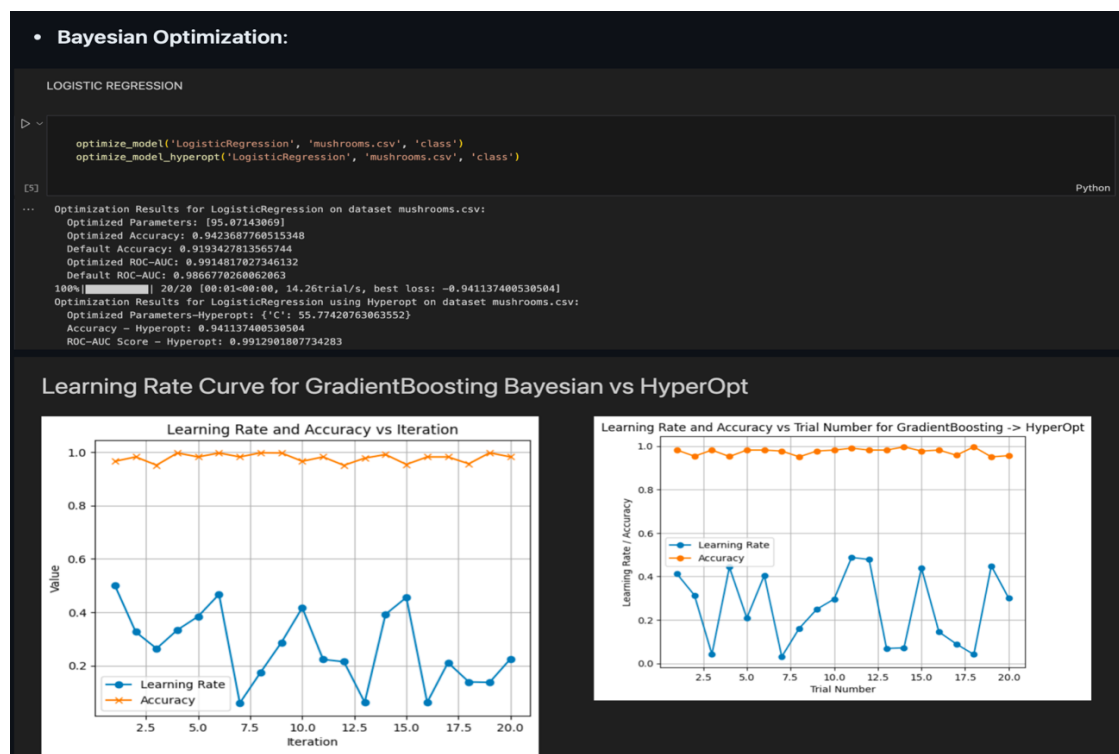 • Bayesian Optimization:
LOGISTIC REGRESSION
optimize_model('LogisticRegression', 'mushrooms.csv', 'class')
optimize_model_hyperopt('LogisticRegression', 'mushrooms.csv', 'class')
[5]
Python
... Optimization Results for LogisticRegression on dataset mushrooms.csv:
Optimized Parameters: [95.07143069]
Optimized Accuracy: 0.9423687760515348
Default Accuracy: 0.9193427813565744
Optimized ROC-AUC: 0.9914817027346132
Default ROC-AUC: 0.9866770260062063
100%|██████████| 20/20 [00:01<00:00, 14.26trial/s, best loss: -0.941137400530504]
Optimization Results for LogisticRegression using Hyperopt on dataset mushrooms.csv:
Optimized Parameters-Hyperopt: {'C': 55.77420763063552}
Accuracy - Hyperopt: 0.941137400530504
ROC-AUC Score - Hyperopt: 0.9912901807734283
Learning Rate Curve for GradientBoosting Bayesian vs HyperOpt
Learning Rate and Accuracy vs Iteration
1.0
0.8
0.6
0.4
0.2
Value
Learning Rate
Accuracy
2.5 5.0 7.5 10.0 12.5 15.0 17.5 20.0
Iteration
Learning Rate and Accuracy vs Trial Number for GradientBoosting -> HyperOpt
1.0
0.8
0.6
0.4
0.2
0.0
Learning Rate / Accuracy
Learning Rate
Accuracy
2.5 5.0 7.5 10.0 12.5 15.0 17.5 20.0
Trial Number